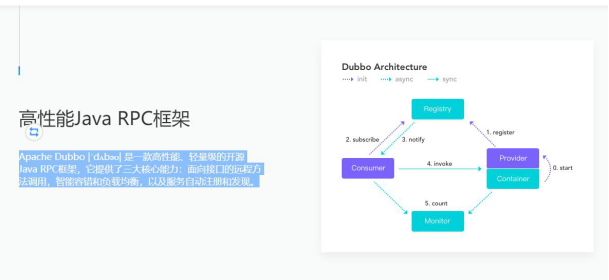 高性能Java RPC框架
Apache Dubbo |ˈdʌbəʊ| 是一款高性能、轻量级的开源
Java RPC框架，它提供了三大核心能力：面向接口的远程方
法调用，智能容错和负载均衡，以及服务自动注册和发现。
Dubbo Architecture
init async sync
Registry
2. subscribe
3. notify
1. register
Consumer
4. invoke
Provider
Container
0. start
5. count
Monitor